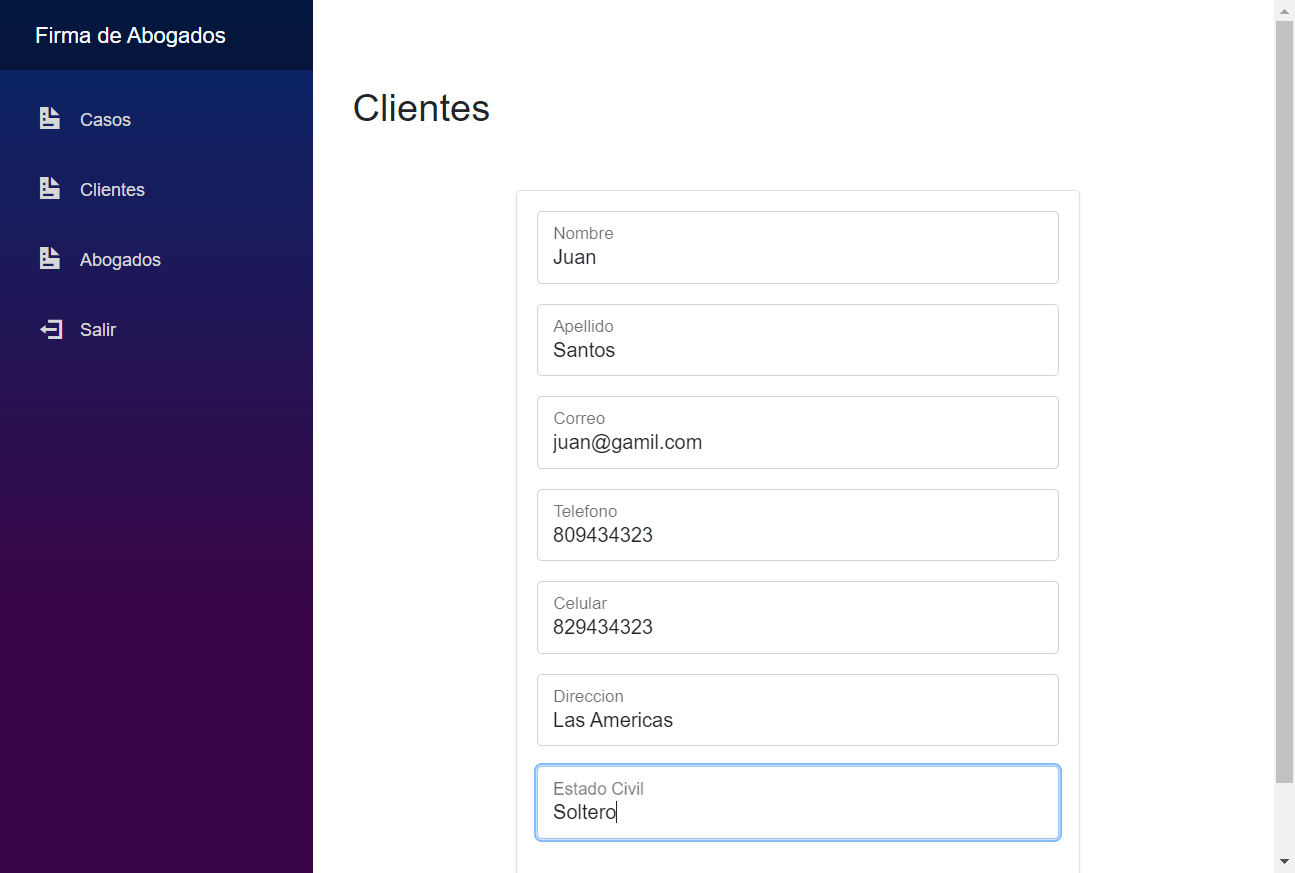 Firma de Abogados
Casos
Clientes
Abogados
Salir
Clientes
Nombre
Juan
Apellido
Santos
Correo
juan@gamil.com
Telefono
809434323
Celular
829434323
Direccion
Las Americas
Estado Civil
Soltero